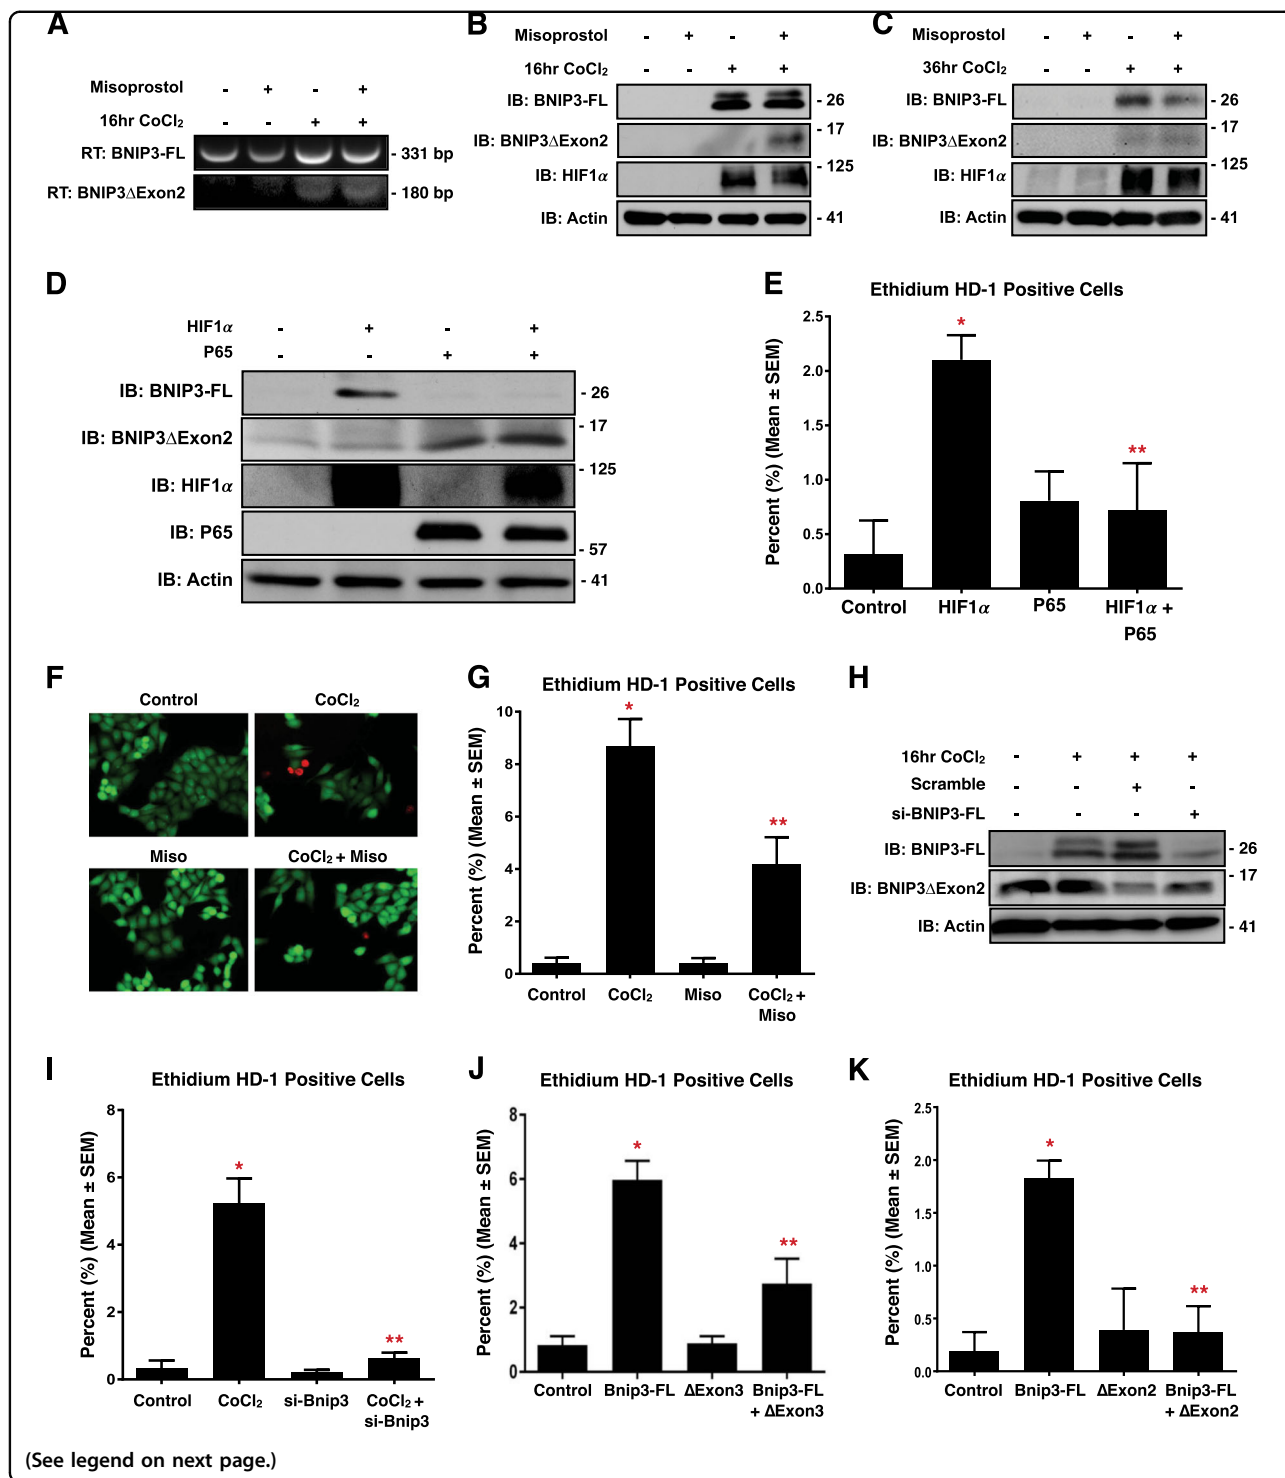 A
Misoprostol - + - +
16hr CoCl₂ - - + +
RT: BNIP3-FL - 331 bp
RT: BNIP3ΔExon2 - 180 bp
B
Misoprostol - + - +
16hr CoCl₂ - - + +
IB: BNIP3-FL - 26
- 17
IB: BNIP3ΔExon2
- 125
IB: HIF1α
IB: Actin - 41
C
Misoprostol - + - +
36hr CoCl₂ - - + +
IB: BNIP3-FL - 26
- 17
IB: BNIP3ΔExon2
- 125
IB: HIF1α
IB: Actin - 41
D
HIF1α - + - +
P65 - - + +
IB: BNIP3-FL - 26
- 17
IB: BNIP3ΔExon2
- 125
IB: HIF1α
IB: P65
- 57
IB: Actin - 41
E
Ethidium HD-1 Positive Cells
Percent (%) (Mean ± SEM)
2.5
*
2.0
1.5
**
1.0
0.5
0.0
Control HIF1α P65 HIF1α +
P65
F
Control CoCl₂
Miso CoCl₂ + Miso
G
Ethidium HD-1 Positive Cells
Percent (%) (Mean ± SEM)
10
*
8
6
**
4
2
0
Control CoCl₂ Miso CoCl₂ +
Miso
H
16hr CoCl₂ - + + +
Scramble - - + -
si-BNIP3-FL - - - +
IB: BNIP3-FL - 26
- 17
IB: BNIP3ΔExon2
IB: Actin - 41
I
Ethidium HD-1 Positive Cells
Percent (%) (Mean ± SEM)
8
*
6
4
2
**
0
Control CoCl₂ si-Bnip3 CoCl₂ +
si-Bnip3
J
Ethidium HD-1 Positive Cells
Percent (%) (Mean ± SEM)
8
*
6
4
**
2
0
Control Bnip3-FL ΔExon3 Bnip3-FL
+ ΔExon3
K
Ethidium HD-1 Positive Cells
Percent (%) (Mean ± SEM)
2.5
*
2.0
1.5
1.0
**
0.5
0.0
Control Bnip3-FL ΔExon2 Bnip3-FL
+ ΔExon2
(See legend on next page.)